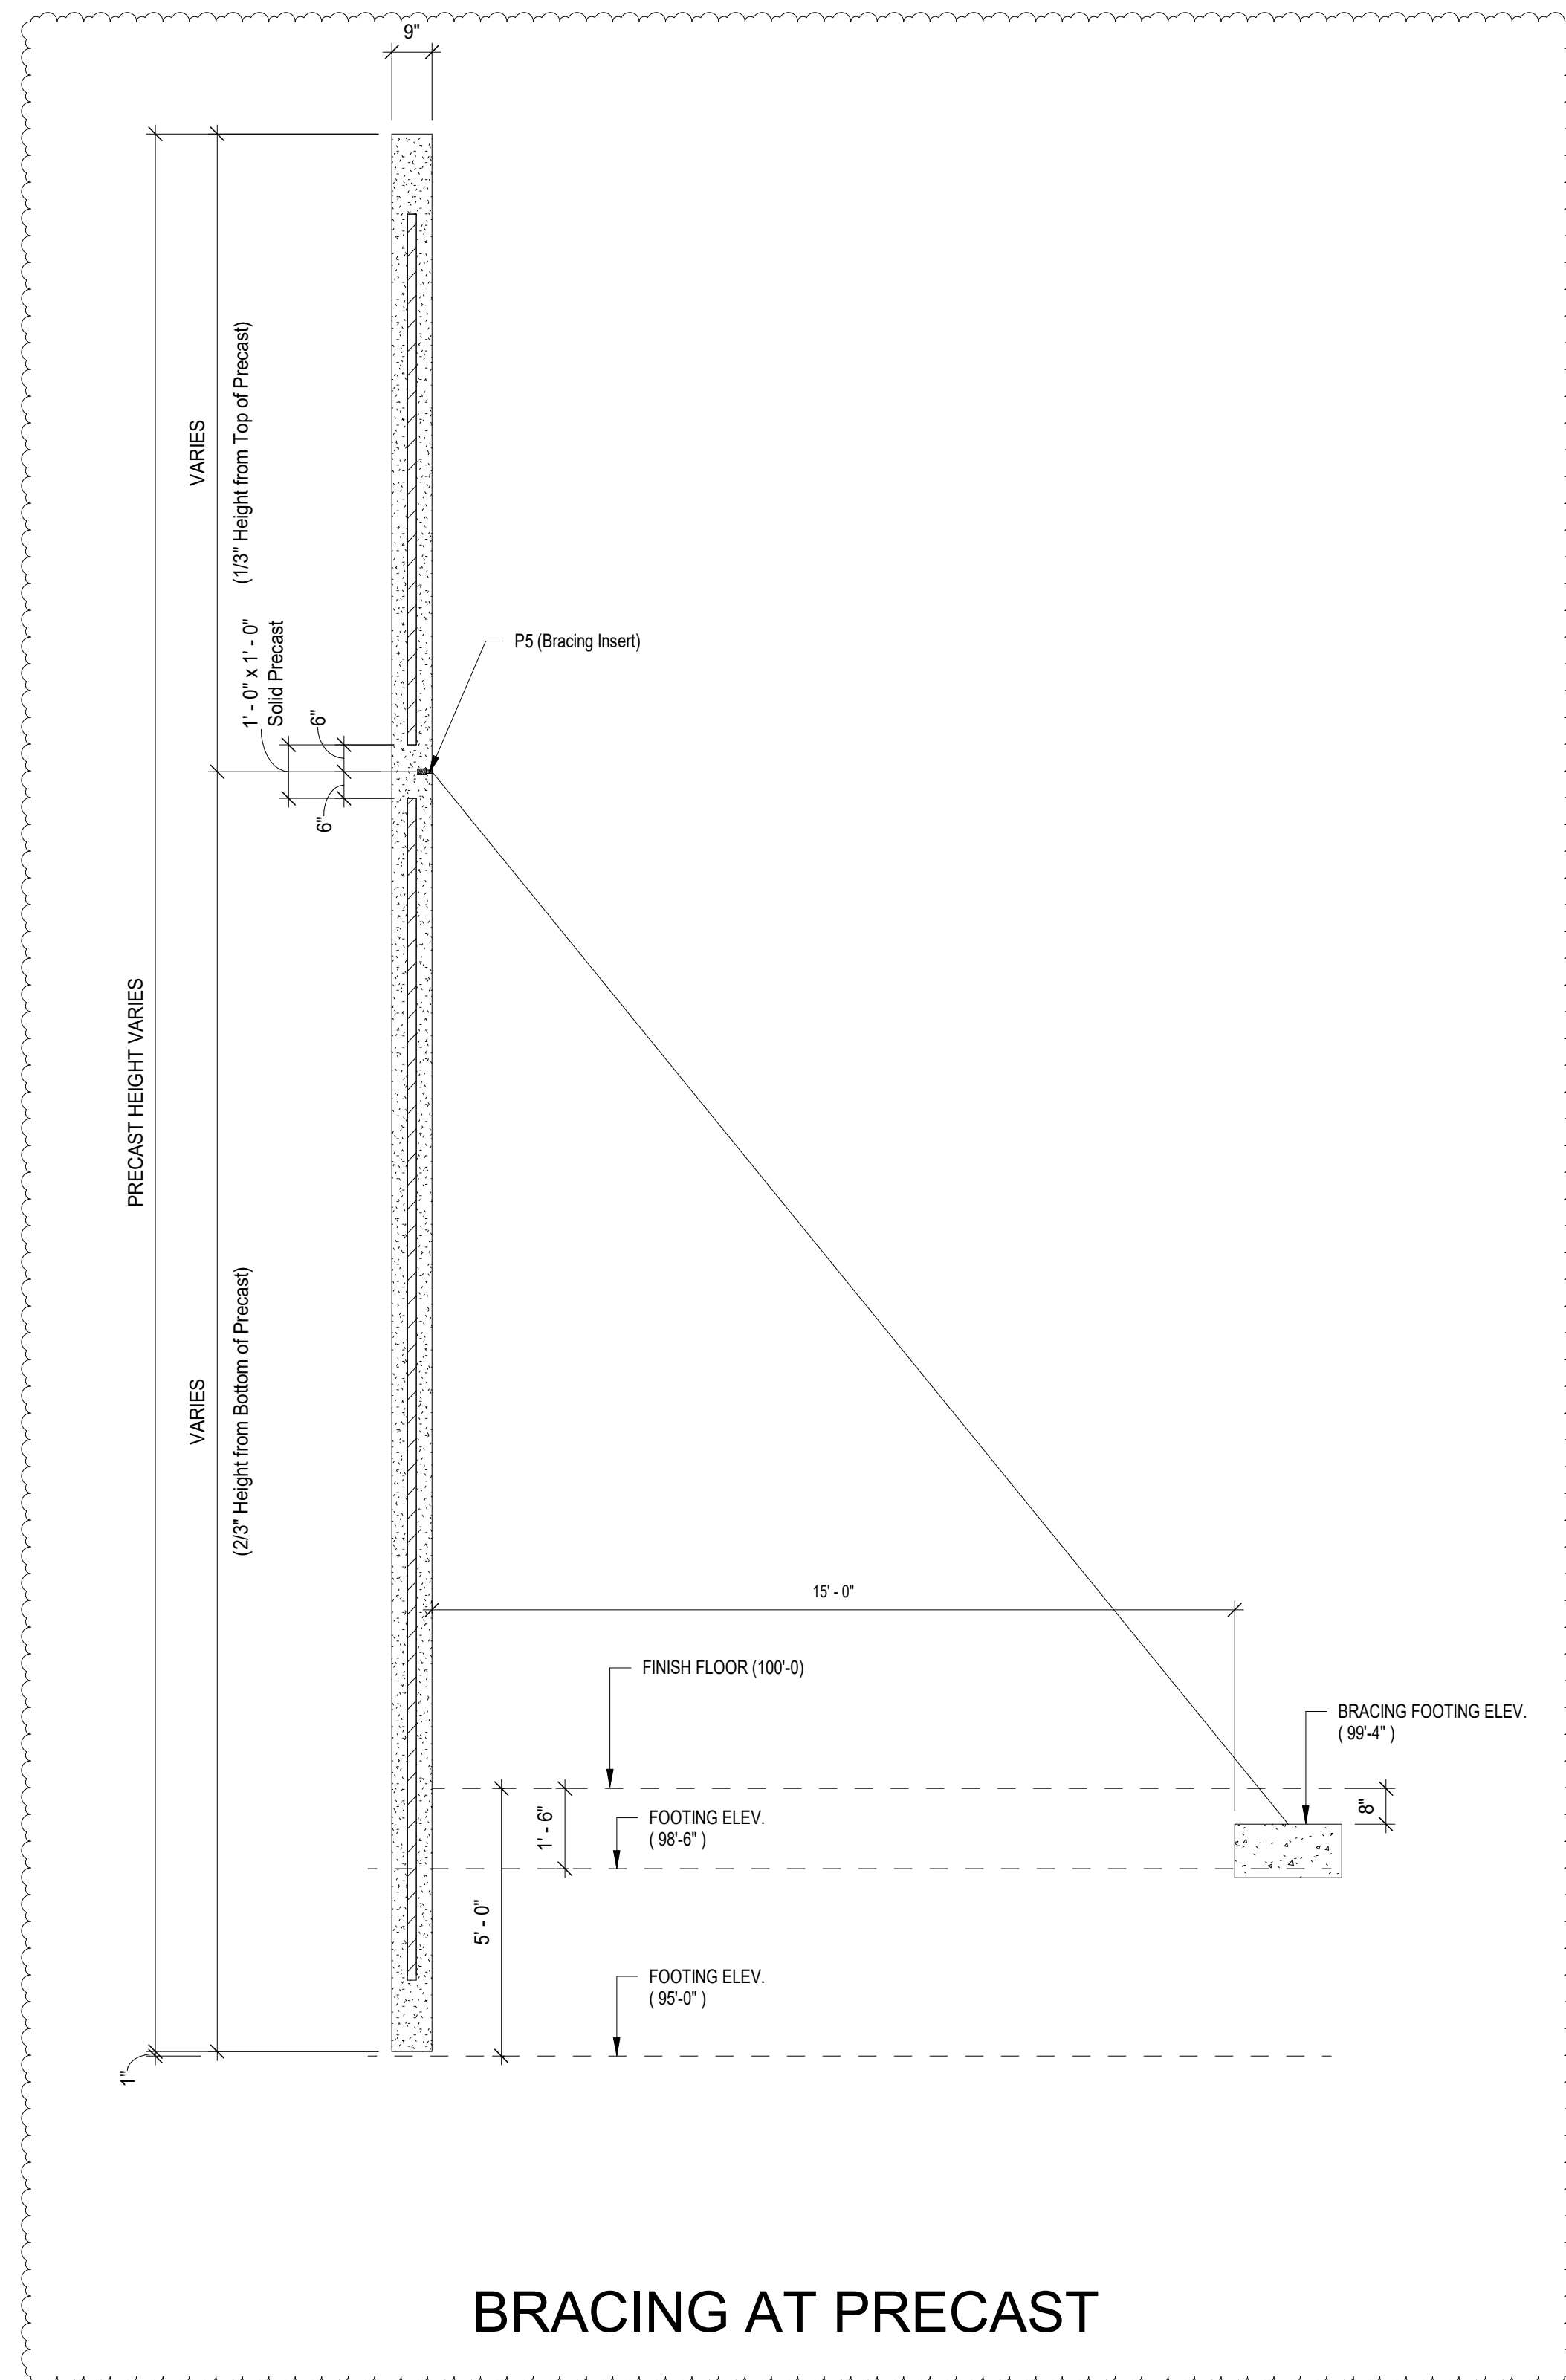 9"
VARIES
(1/3" Height from Top of Precast)
1' - 0" x 1' - 0"
Solid Precast
6"
6"
P5 (Bracing Insert)
PRECAST HEIGHT VARIES
VARIES
(2/3" Height from Bottom of Precast)
15' - 0"
FINISH FLOOR (100'-0)
BRACING FOOTING ELEV.
( 99'-4" )
8"
1' - 6"
FOOTING ELEV.
( 98'-6" )
5' - 0"
FOOTING ELEV.
( 95'-0" )
1"
BRACING AT PRECAST